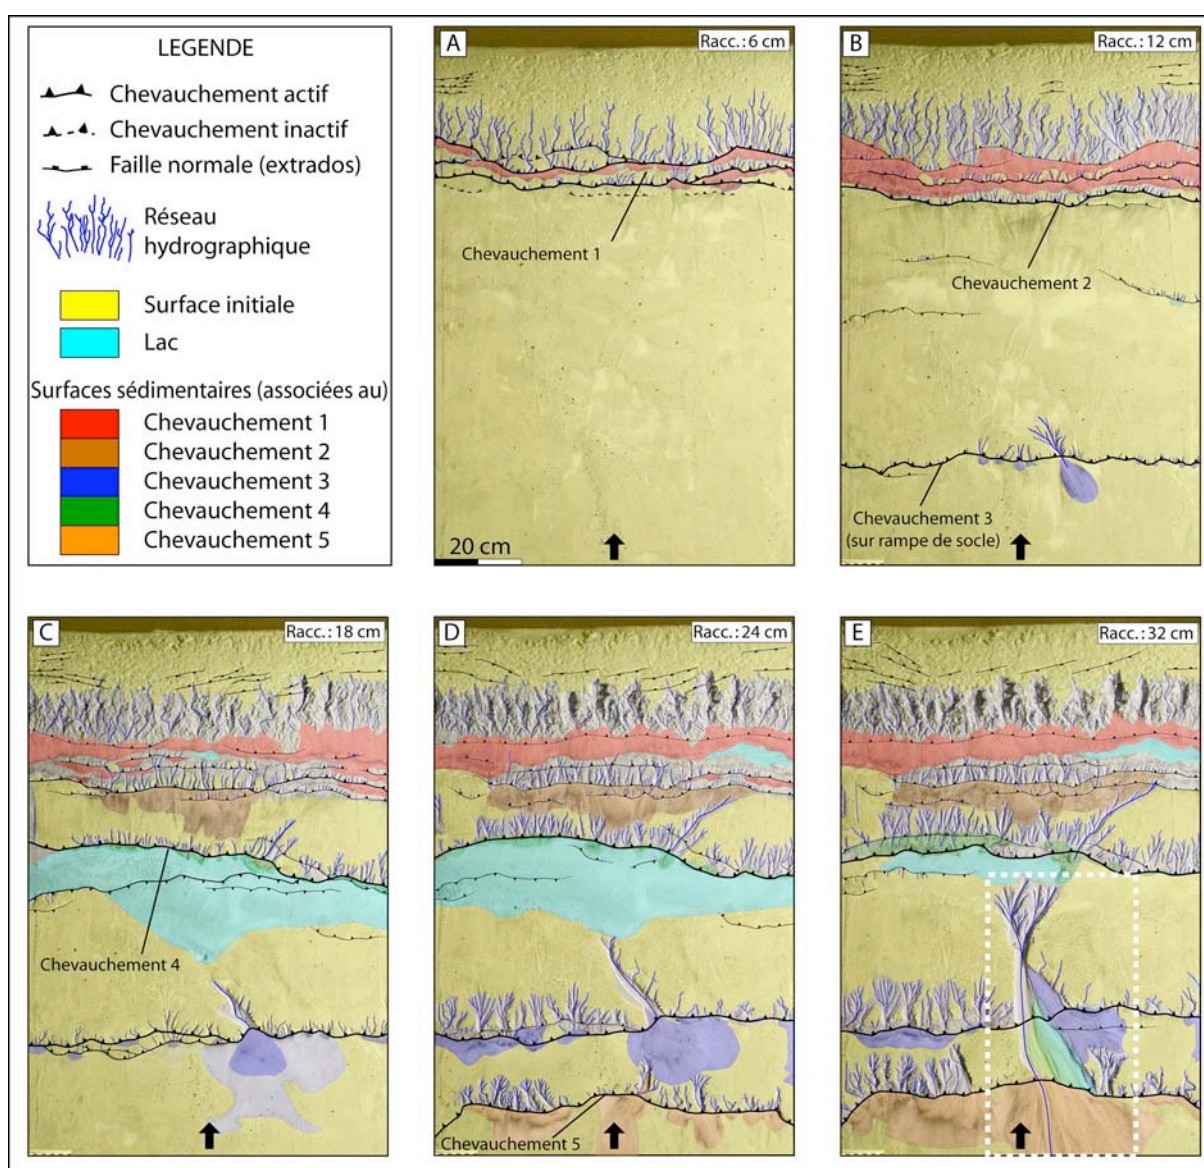 LEGENDE
Chevauchement actif
Chevauchement inactif
Faille normale (extrados)
Réseau
hydrographique
Surface initiale
Lac
Surfaces sédimentaires (associées au)
Chevauchement 1
Chevauchement 2
Chevauchement 3
Chevauchement 4
Chevauchement 5
A
Racc.: 6 cm
Chevauchement 1
20 cm
B
Racc.: 12 cm
Chevauchement 2
Chevauchement 3
(sur rampe de socle)
C
Racc.: 18 cm
Chevauchement 4
D
Racc.: 24 cm
Chevauchement 5
E
Racc.: 32 cm